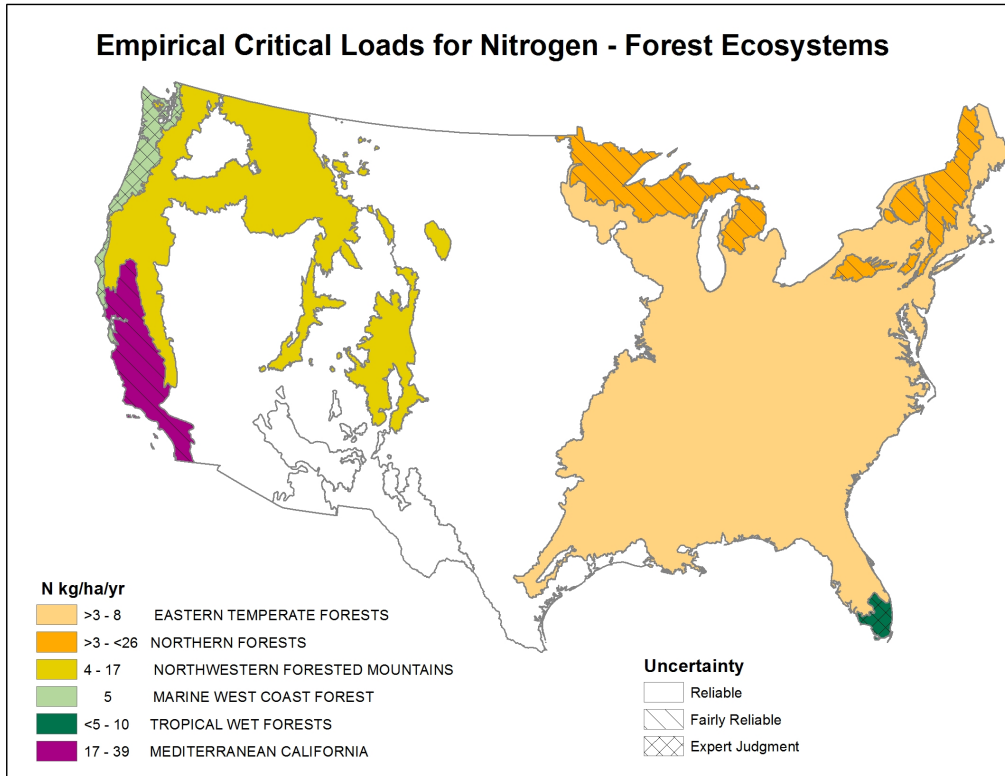 Empirical Critical Loads for Nitrogen - Forest Ecosystems
N kg/ha/yr
>3 - 8 EASTERN TEMPERATE FORESTS
>3 - <26 NORTHERN FORESTS
4 - 17 NORTHWESTERN FORESTED MOUNTAINS
5 MARINE WEST COAST FOREST
<5 - 10 TROPICAL WET FORESTS
17 - 39 MEDITERRANEAN CALIFORNIA
Uncertainty
Reliable
Fairly Reliable
Expert Judgment